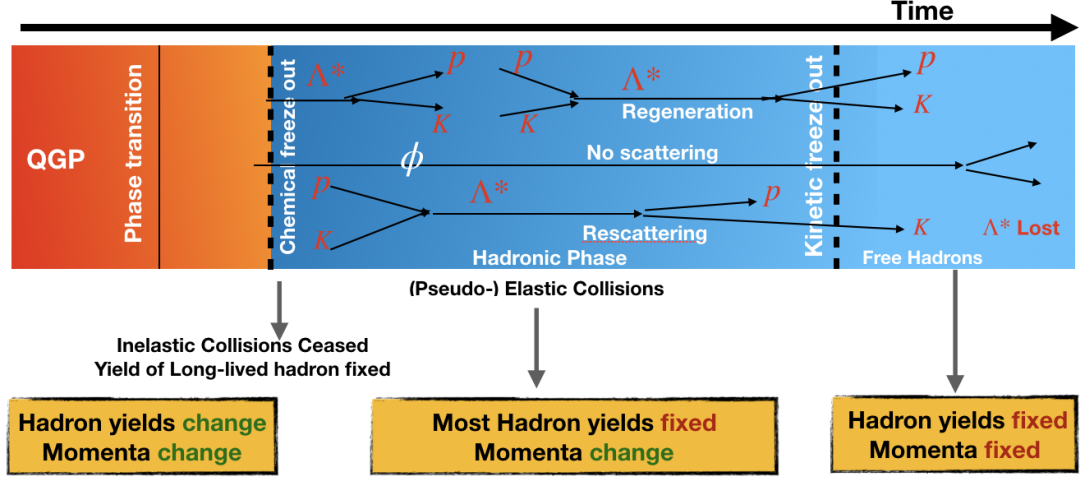 Time
QGP
Phase transition
Chemical freeze out
Λ*
p
K
p
K
Λ*
Regeneration
Kinetic freeze out
p
K
ϕ
No scattering
p
K
Λ*
Rescattering
p
K
Λ* Lost
Hadronic Phase
Free Hadrons
(Pseudo-) Elastic Collisions
Inelastic Collisions Ceased
Yield of Long-lived hadron fixed
Hadron yields change
Momenta change
Most Hadron yields fixed
Momenta change
Hadron yields fixed
Momenta fixed